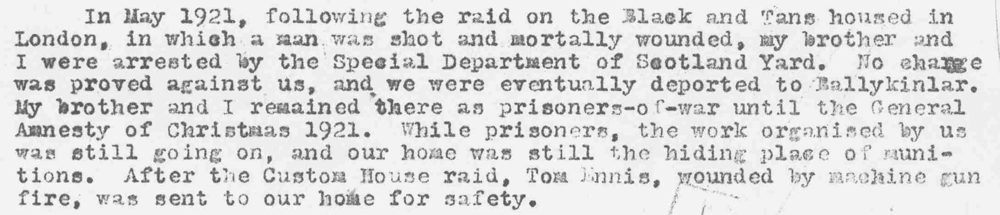 In May 1921, following the raid on the Black and Tans housed in
London, in which a man was shot and mortally wounded, my brother and
I were arrested by the Special Department of Scotland Yard. No charge
was proved against us, and we were eventually deported to Ballykinlar.
My brother and I remained there as prisoners-of-war until the General
Amnesty of Christmas 1921. While prisoners, the work organised by us
was still going on, and our home was still the hiding place of muni-
tions. After the Custom House raid, Tom Ennis, wounded by machine gun
fire, was sent to our home for safety.